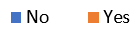 No Yes